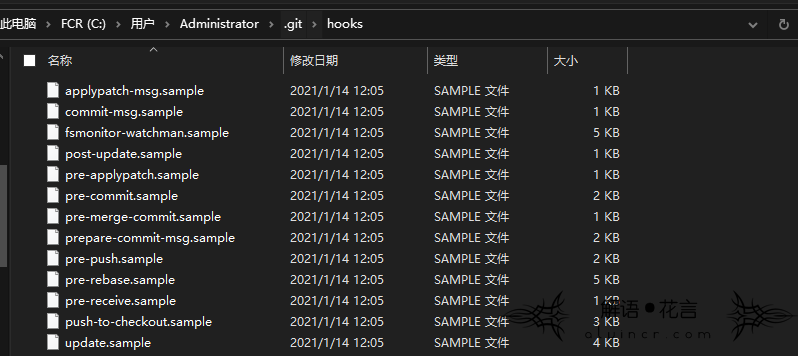 此电脑 > FCR (C:) > 用户 > Administrator > .git > hooks
名称 修改日期 类型 大小
applypatch-msg.sample 2021/1/14 12:05 SAMPLE 文件 1 KB
commit-msg.sample 2021/1/14 12:05 SAMPLE 文件 1 KB
fsmonitor-watchman.sample 2021/1/14 12:05 SAMPLE 文件 5 KB
post-update.sample 2021/1/14 12:05 SAMPLE 文件 1 KB
pre-applypatch.sample 2021/1/14 12:05 SAMPLE 文件 1 KB
pre-commit.sample 2021/1/14 12:05 SAMPLE 文件 2 KB
pre-merge-commit.sample 2021/1/14 12:05 SAMPLE 文件 1 KB
prepare-commit-msg.sample 2021/1/14 12:05 SAMPLE 文件 2 KB
pre-push.sample 2021/1/14 12:05 SAMPLE 文件 2 KB
pre-rebase.sample 2021/1/14 12:05 SAMPLE 文件 5 KB
pre-receive.sample 2021/1/14 12:05 SAMPLE 文件 1 KB
push-to-checkout.sample 2021/1/14 12:05 SAMPLE 文件 3 KB
update.sample 2021/1/14 12:05 SAMPLE 文件 4 KB
解语●花言